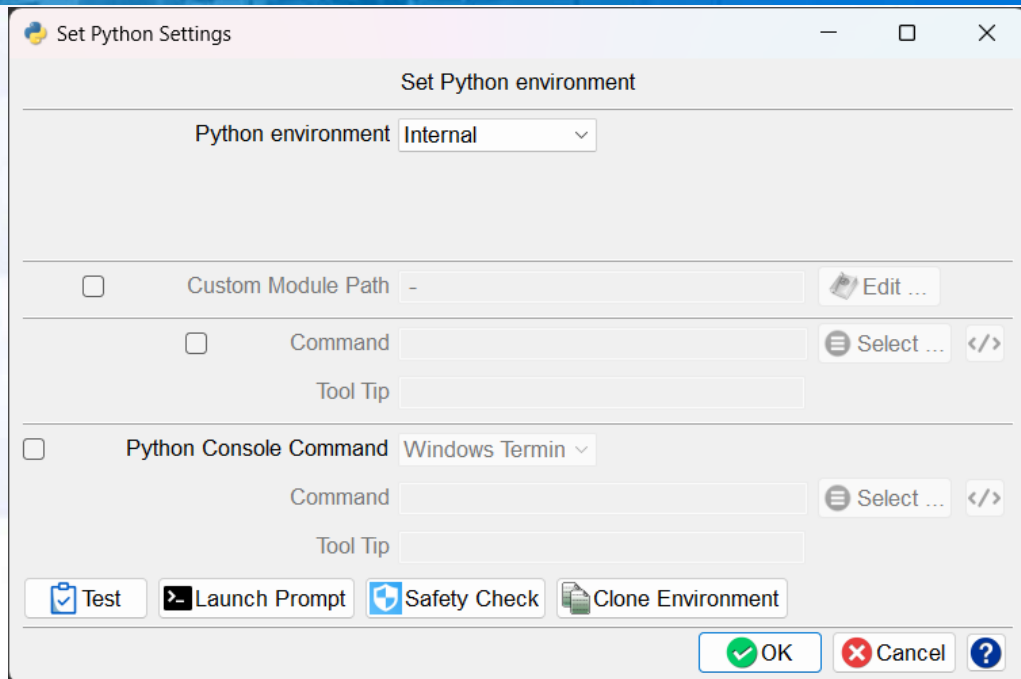 Set Python Settings
Set Python environment
Python environment Internal
Custom Module Path - Edit ...
Command Select ... </>
Tool Tip
Python Console Command Windows Termin
Command Select ... </>
Tool Tip
Test Launch Prompt Safety Check Clone Environment
OK Cancel ?